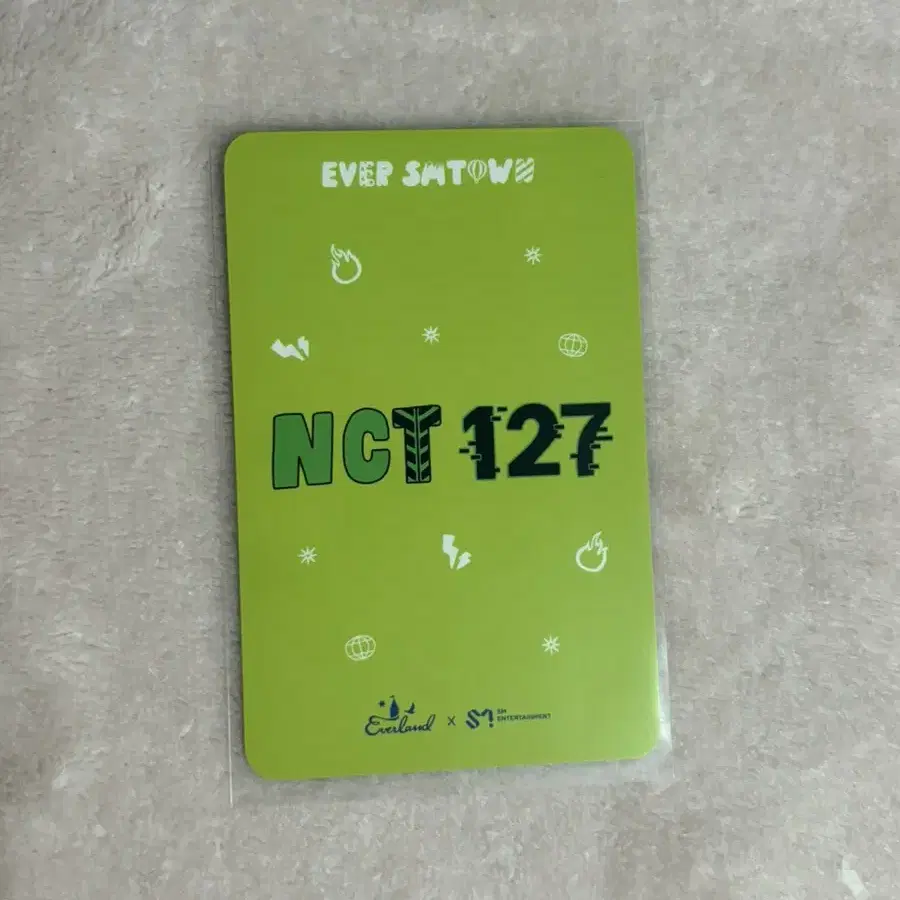 EVER SMTOWN
NCT 127
Everland x SM ENTERTAINMENT